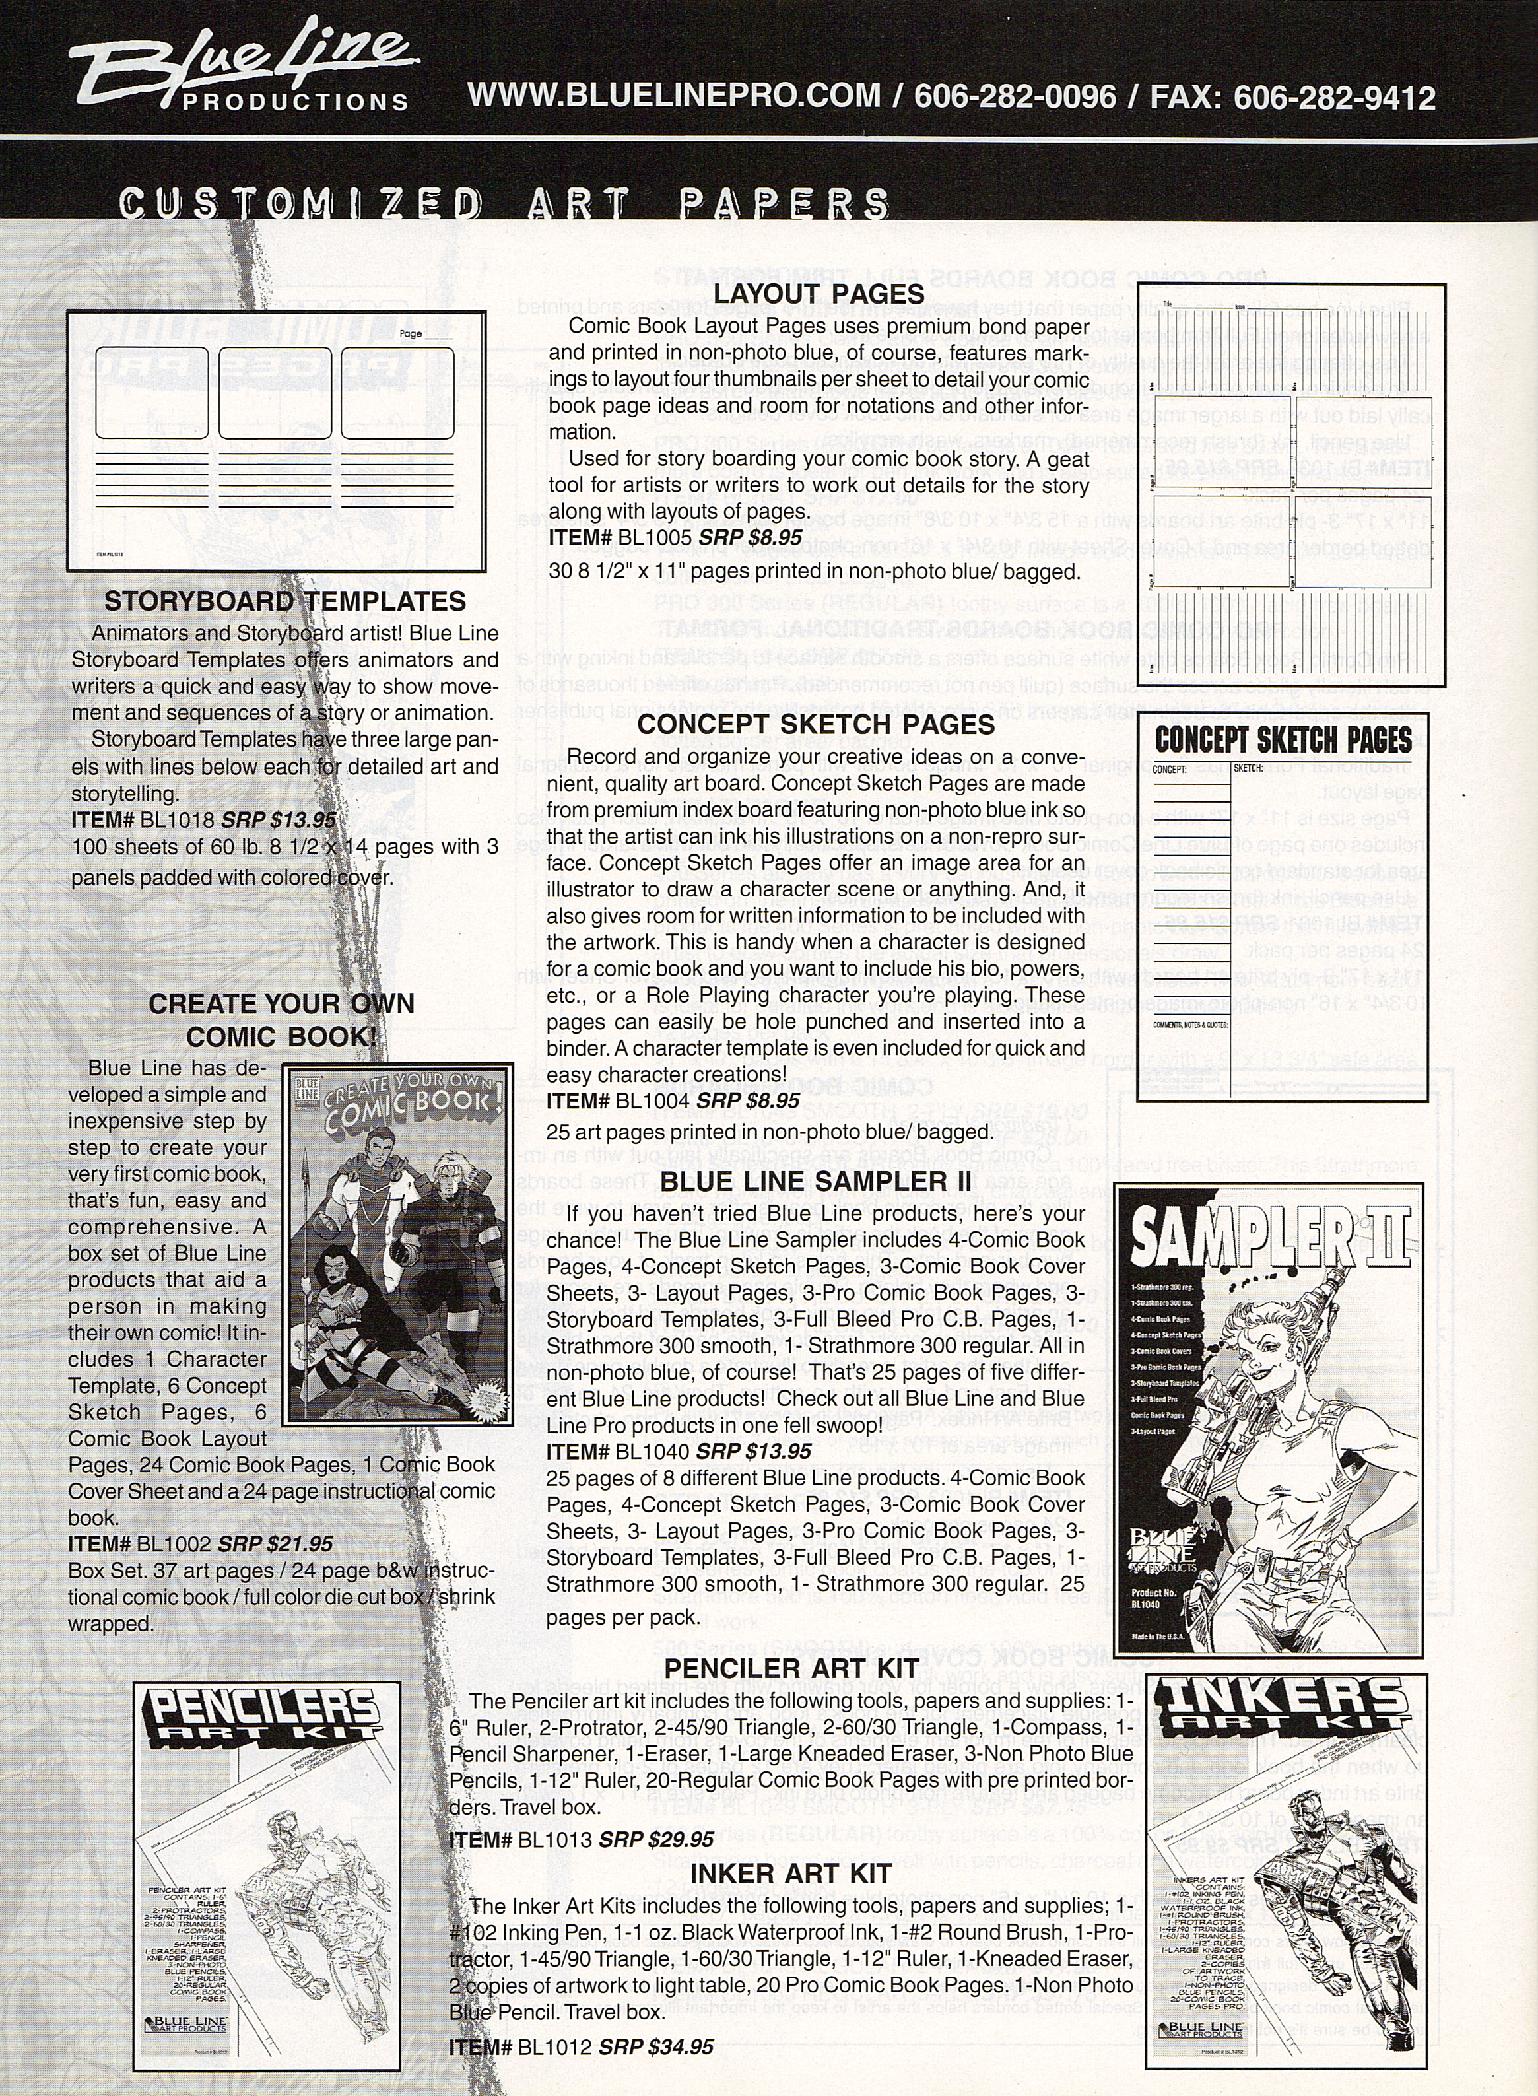 Blue Line
PRODUCTIONS
WWW.BLUELINEPRO.COM / 606-282-0096 / FAX: 606-282-9412
CUSTOMIZED ART PAPERS
Page
STORYBOARD TEMPLATES
Animators and Storyboard artist! Blue Line
Storyboard Templates offers animators and
writers a quick and easy way to show move-
ment and sequences of a story or animation.
Storyboard Templates have three large pan-
els with lines below each for detailed art and
storytelling.
ITEM# BL1018 SRP $13.95
100 sheets of 60 lb. 8 1/2 x 14 pages with 3
panels padded with colored cover.
CREATE YOUR OWN
COMIC BOOK!
Blue Line has de-
veloped a simple and
inexpensive step by
step to create your
very first comic book,
that's fun, easy and
comprehensive. A
box set of Blue Line
products that aid a
person in making
their own comic! It in-
cludes 1 Character
Template, 6 Concept
Sketch Pages, 6
Comic Book Layout
Pages, 24 Comic Book Pages, 1 Comic Book
Cover Sheet and a 24 page instructional comic
book.
ITEM# BL1002 SRP $21.95
Box Set. 37 art pages / 24 page b&w instruc-
tional comic book / full color die cut box / shrink
wrapped.
BLUE
LINE
CREATE YOUR OWN
COMIC BOOK!
LAYOUT PAGES
Comic Book Layout Pages uses premium bond paper
and printed in non-photo blue, of course, features mark-
ings to layout four thumbnails per sheet to detail your comic
book page ideas and room for notations and other infor-
mation.
Used for story boarding your comic book story. A geat
tool for artists or writers to work out details for the story
along with layouts of pages.
ITEM# BL1005 SRP $8.95
30 8 1/2" x 11" pages printed in non-photo blue/ bagged.
CONCEPT SKETCH PAGES
Record and organize your creative ideas on a conve-
nient, quality art board. Concept Sketch Pages are made
from premium index board featuring non-photo blue ink so
that the artist can ink his illustrations on a non-repro sur-
face. Concept Sketch Pages offer an image area for an
illustrator to draw a character scene or anything. And, it
also gives room for written information to be included with
the artwork. This is handy when a character is designed
for a comic book and you want to include his bio, powers,
etc., or a Role Playing character you're playing. These
pages can easily be hole punched and inserted into a
binder. A character template is even included for quick and
easy character creations!
ITEM# BL1004 SRP $8.95
25 art pages printed in non-photo blue/ bagged.
CONCEPT SKETCH PAGES
CONCEPT:
SKETCH:
COMMENTS, NOTES & QUOTES:
BLUE LINE SAMPLER II
If you haven't tried Blue Line products, here's your
chance! The Blue Line Sampler includes 4-Comic Book
Pages, 4-Concept Sketch Pages, 3-Comic Book Cover
Sheets, 3- Layout Pages, 3-Pro Comic Book Pages, 3-
Storyboard Templates, 3-Full Bleed Pro C.B. Pages, 1-
Strathmore 300 smooth, 1- Strathmore 300 regular. All in
non-photo blue, of course! That's 25 pages of five differ-
ent Blue Line products! Check out all Blue Line and Blue
Line Pro products in one fell swoop!
ITEM# BL1040 SRP $13.95
25 pages of 8 different Blue Line products. 4-Comic Book
Pages, 4-Concept Sketch Pages, 3-Comic Book Cover
Sheets, 3- Layout Pages, 3-Pro Comic Book Pages, 3-
Storyboard Templates, 3-Full Bleed Pro C.B. Pages, 1-
Strathmore 300 smooth, 1- Strathmore 300 regular. 25
pages per pack.
SAMPLER II
1-Strathmore 300 reg.
1-Strathmore 300 sm.
4-Comic Book Pages
4-Concept Sketch Pages
3-Comic Book Covers
3-Pro Comic Book Pages
3-Storyboard Templates
3-Full Bleed Pro
Comic Book Pages
3-Layout Pages
BLUE
LINE
ART PRODUCTS
Product No.
BL1040
Made in The U.S.A.
PENCILER ART KIT
The Penciler art kit includes the following tools, papers and supplies: 1-
6" Ruler, 2-Protrator, 2-45/90 Triangle, 2-60/30 Triangle, 1-Compass, 1-
Pencil Sharpener, 1-Eraser, 1-Large Kneaded Eraser, 3-Non Photo Blue
Pencils, 1-12" Ruler, 20-Regular Comic Book Pages with pre printed bor-
ders. Travel box.
ITEM# BL1013 SRP $29.95
INKER ART KIT
The Inker Art Kits includes the following tools, papers and supplies; 1-
#102 Inking Pen, 1-1 oz. Black Waterproof Ink, 1-#2 Round Brush, 1-Pro-
tractor, 1-45/90 Triangle,1-60/30 Triangle, 1-12" Ruler, 1-Kneaded Eraser,
2 copies of artwork to light table, 20 Pro Comic Book Pages. 1-Non Photo
Blue Pencil. Travel box.
ITEM# BL1012 SRP $34.95
PENCILERS
ART KIT
PENCILER ART KIT
CONTAINS: 1-6"
RULER,
2-PROTRACTORS,
2-45/90 TRIANGLES,
2-60/30 TRIANGLES,
1-COMPASS,
1-PENCIL
SHARPENER,
1-ERASER, 1-LARGE
KNEADED ERASER,
3-NON-PHOTO
BLUE PENCILS,
1-12" RULER,
20-REGULAR
COMIC BOOK
PAGES.
BLUE LINE
ART PRODUCTS
INKERS
ART KIT
INKERS ART KIT
CONTAINS:
1-#102 INKING PEN,
1-1 OZ. BLACK
WATERPROOF INK,
1-#1 ROUND BRUSH,
1-PROTRACTORS,
1-45/90 TRIANGLES,
1-60/30 TRIANGLES,
1-12" RULER,
1-LARGE KNEADED
ERASER,
2-COPIES
OF ARTWORK
TO TRACE,
1-NON-PHOTO
BLUE PENCILS,
20-COMIC BOOK
PAGES PRO.
BLUE LINE
ART PRODUCTS